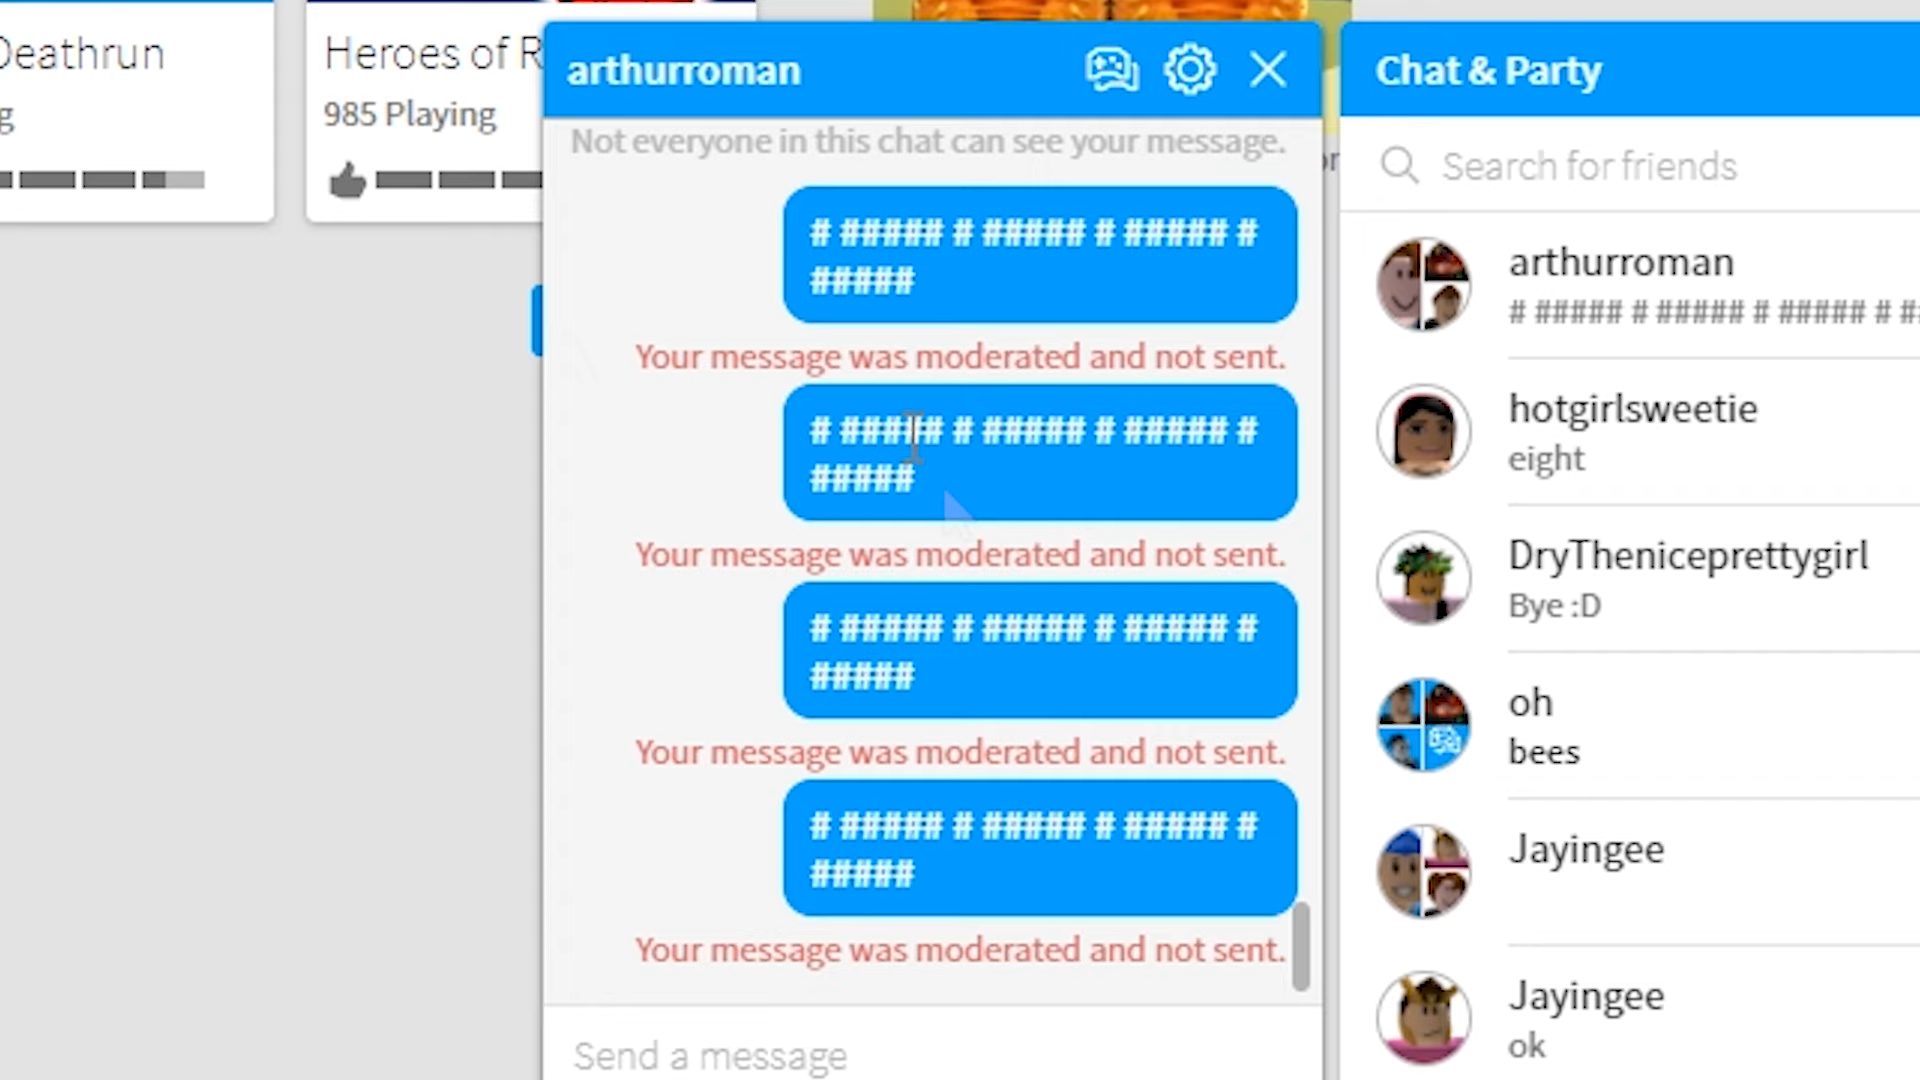 Deathrun
g
Heroes of R
985 Playing
arthurroman
Not everyone in this chat can see your message.
# ##### # ##### # ##### #
#####
Your message was moderated and not sent.
# ##### # ##### # ##### #
#####
Your message was moderated and not sent.
# ##### # ##### # ##### #
#####
Your message was moderated and not sent.
# ##### # ##### # ##### #
#####
Your message was moderated and not sent.
Send a message
or
Chat & Party
Search for friends
arthurroman
# ##### # ##### # ##### # ##
hotgirlsweetie
eight
DryTheniceprettygirl
Bye :D
oh
bees
Jayingee
Jayingee
ok